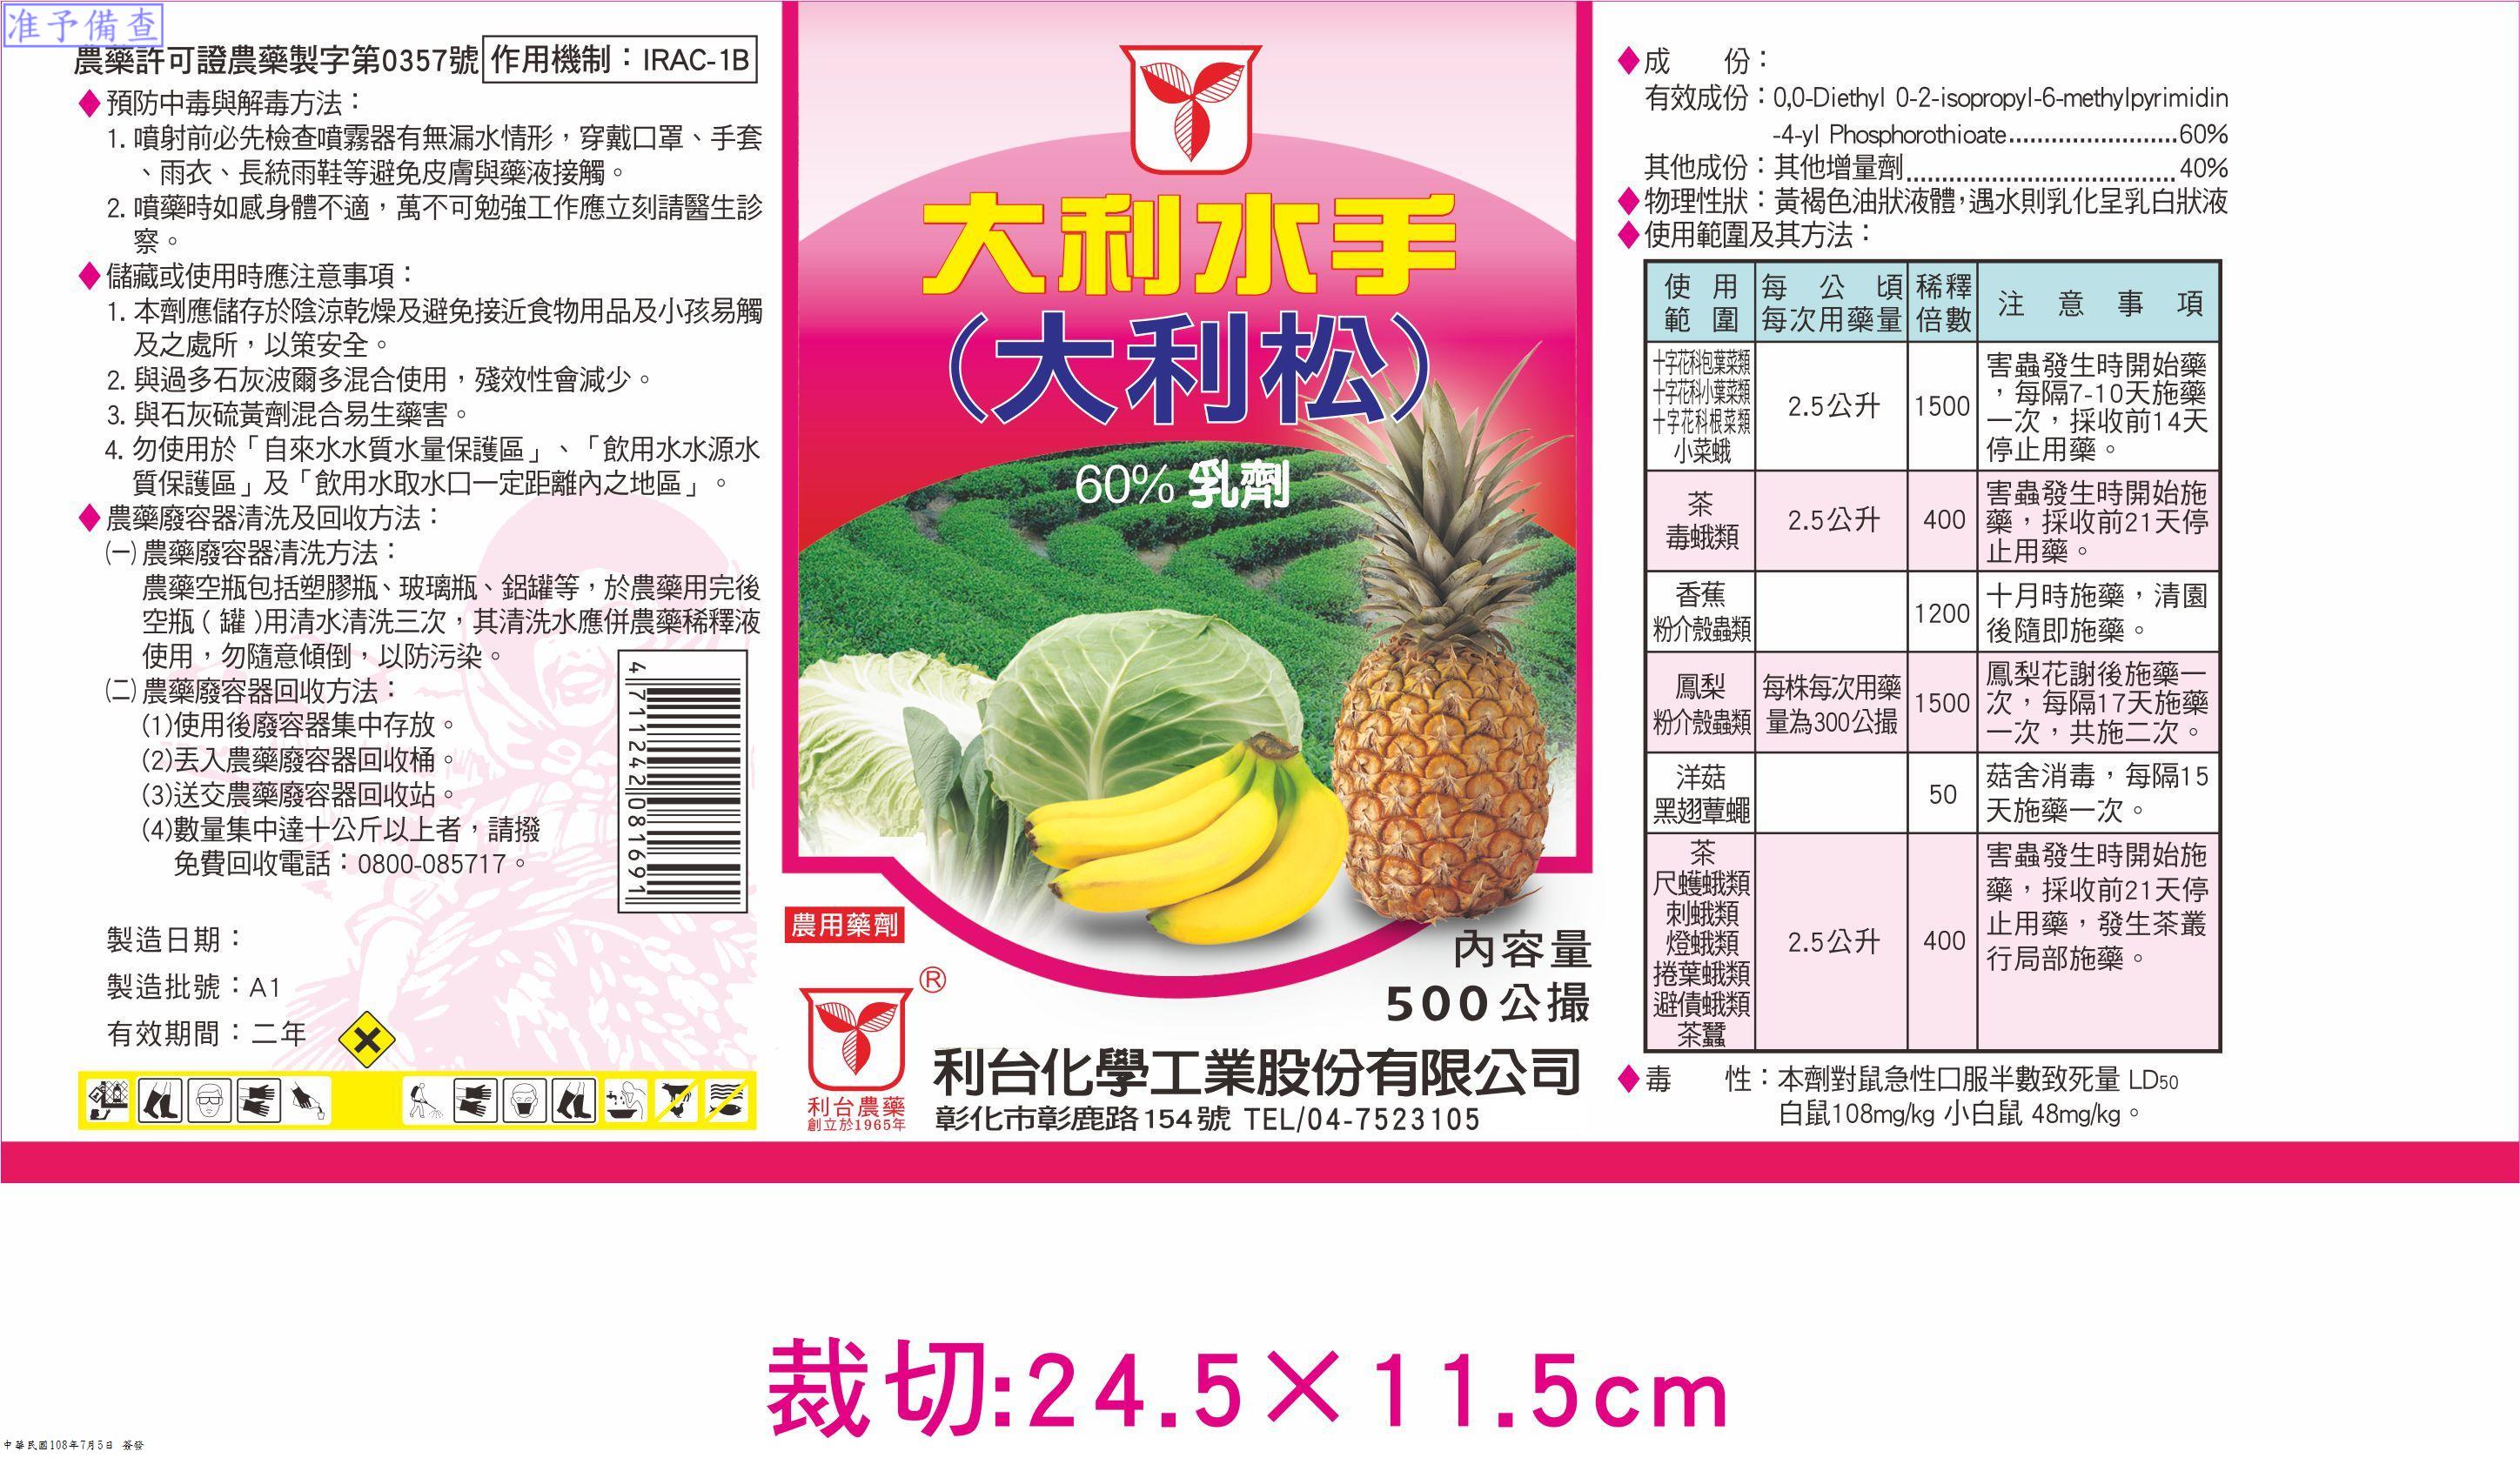 准予備查
農藥許可證農藥製字第0357號 作用機制：IRAC-1B
◆預防中毒與解毒方法：
1. 噴射前必先檢查噴霧器有無漏水情形，穿戴口罩、手套
、雨衣、長統雨鞋等避免皮膚與藥液接觸。
2. 噴藥時如感身體不適，萬不可勉強工作應立刻請醫生診
察。
◆儲藏或使用時應注意事項：
1. 本劑應儲存於陰涼乾燥及避免接近食物用品及小孩易觸
及之處所，以策安全。
2. 與過多石灰波爾多混合使用，殘效性會減少。
3. 與石灰硫黃劑混合易生藥害。
4. 勿使用於「自來水水質水量保護區」、「飲用水水源水
質保護區」及「飲用水取水口一定距離內之地區」。
◆農藥廢容器清洗及回收方法：
㈠農藥廢容器清洗方法：
農藥空瓶包括塑膠瓶、玻璃瓶、鋁罐等，於農藥用完後
空瓶(罐)用清水清洗三次，其清洗水應併農藥稀釋液
使用，勿隨意傾倒，以防污染。
㈡農藥廢容器回收方法：
(1)使用後廢容器集中存放。
(2)丟入農藥廢容器回收桶。
(3)送交農藥廢容器回收站。
(4)數量集中達十公斤以上者，請撥
免費回收電話：0800-085717。
4711242081691
製造日期：
製造批號：A1
有效期間：二年
大利水手
(大利松)
60% 乳劑
農用藥劑
內容量
500公撮
®
利台農藥
創立於1965年
利台化學工業股份有限公司
彰化市彰鹿路154號 TEL/04-7523105
◆成　　份：
有效成份：O,O-Diethyl O-2-isopropyl-6-methylpyrimidin
-4-yl Phosphorothioate........................60%
其他成份：其他增量劑......................................40%
◆物理性狀：黃褐色油狀液體，遇水則乳化呈乳白狀液
◆使用範圍及其方法：
使用範圍 每公頃每次用藥量 稀釋倍數 注意事項
十字花科包葉菜類
十字花科小葉菜類
十字花科根菜類
小菜蛾
2.5公升 1500
害蟲發生時開始藥
，每隔7-10天施藥
一次，採收前14天
停止用藥。
茶
毒蛾類
2.5公升 400
害蟲發生時開始施
藥，採收前21天停
止用藥。
香蕉
粉介殼蟲類
1200
十月時施藥，清園
後隨即施藥。
鳳梨
粉介殼蟲類
每株每次用藥
量為300公撮
1500
鳳梨花謝後施藥一
次，每隔17天施藥
一次，共施二次。
洋菇
黑翅蕈蠅
50
菇舍消毒，每隔15
天施藥一次。
茶
尺蠖蛾類
刺蛾類
燈蛾類
捲葉蛾類
避債蛾類
茶蠶
2.5公升 400
害蟲發生時開始施
藥，採收前21天停
止用藥，發生茶叢
行局部施藥。
◆毒　　性：本劑對鼠急性口服半數致死量 LD50
白鼠108mg/kg 小白鼠 48mg/kg。
裁切:24.5×11.5cm
中華民國108年7月5日 簽發